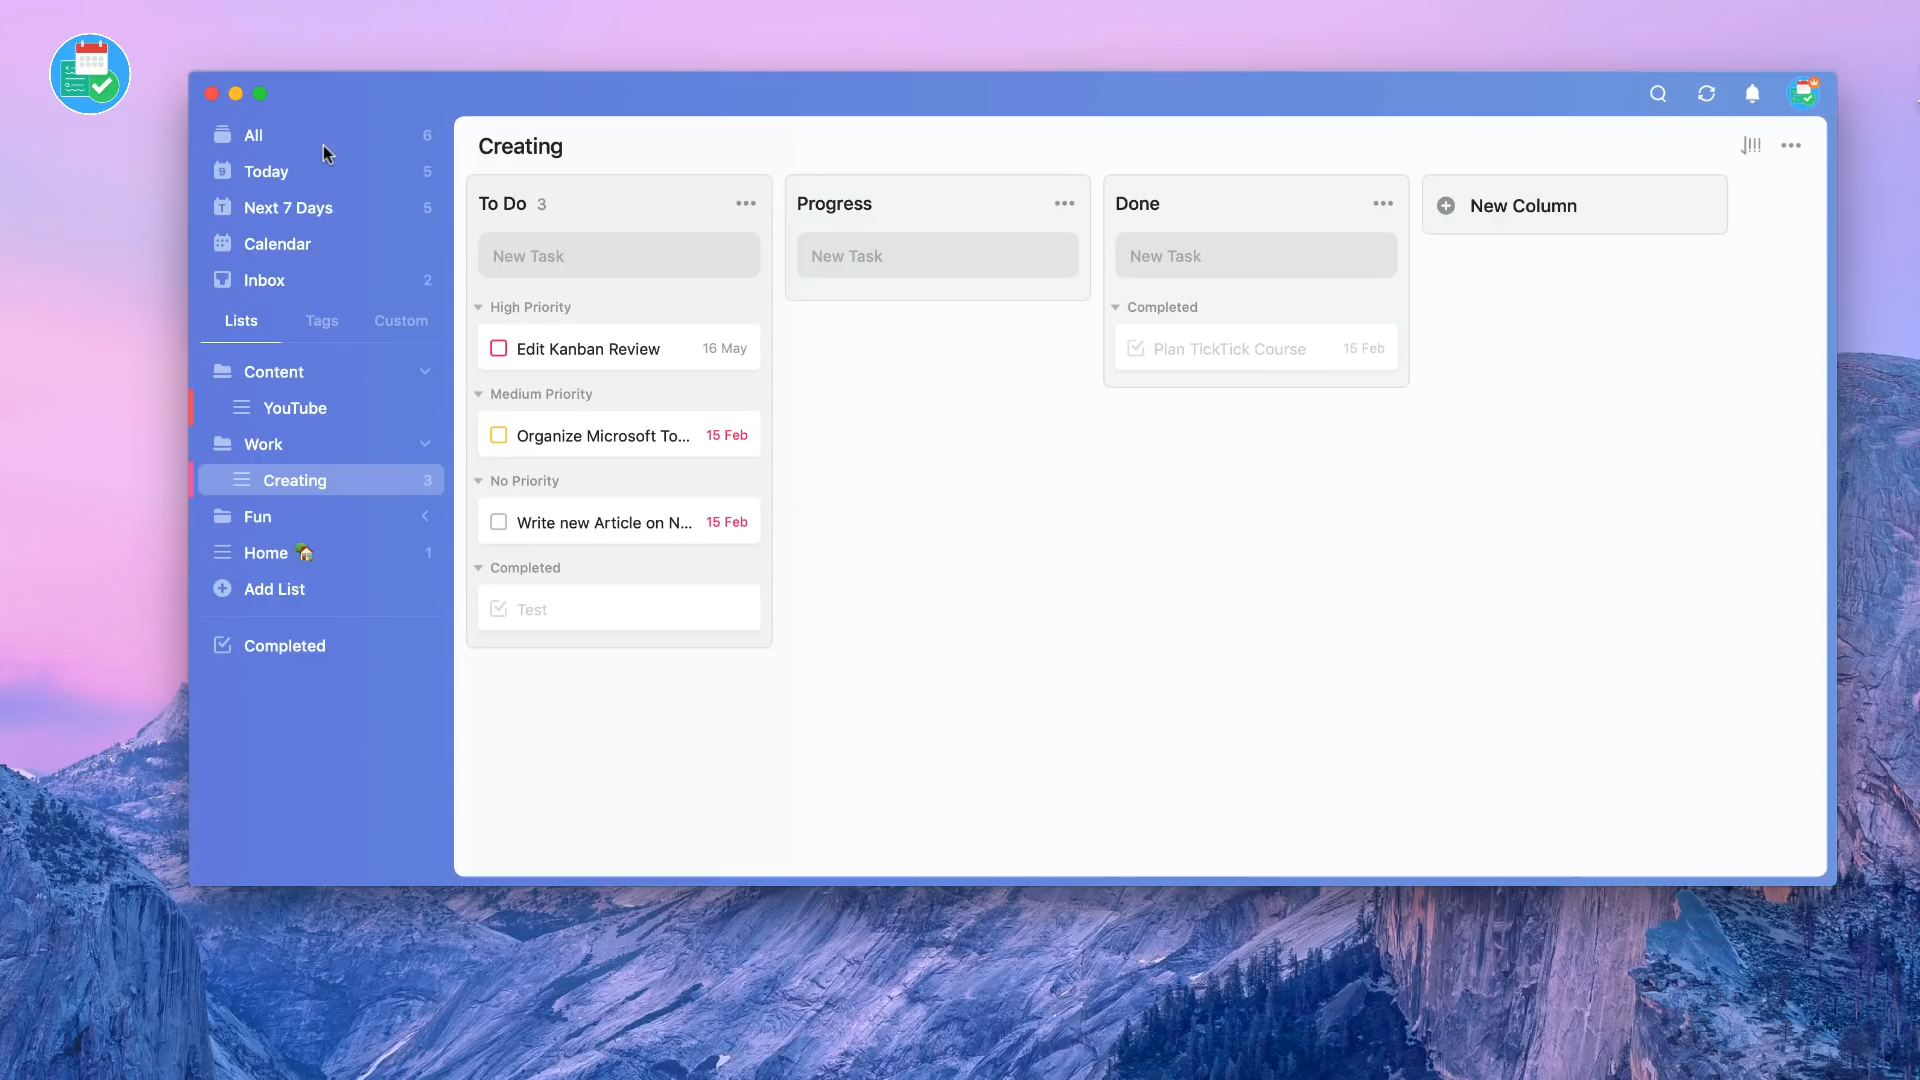 All 6
Today 5
Next 7 Days 5
Calendar
Inbox 2
Lists Tags Custom
Content
YouTube
Work
Creating 3
Fun
Home 1
Add List
Completed
Creating
To Do 3
New Task
High Priority
Edit Kanban Review 16 May
Medium Priority
Organize Microsoft To... 15 Feb
No Priority
Write new Article on N... 15 Feb
Completed
Test
Progress
New Task
Done
New Task
Completed
Plan TickTick Course 15 Feb
New Column